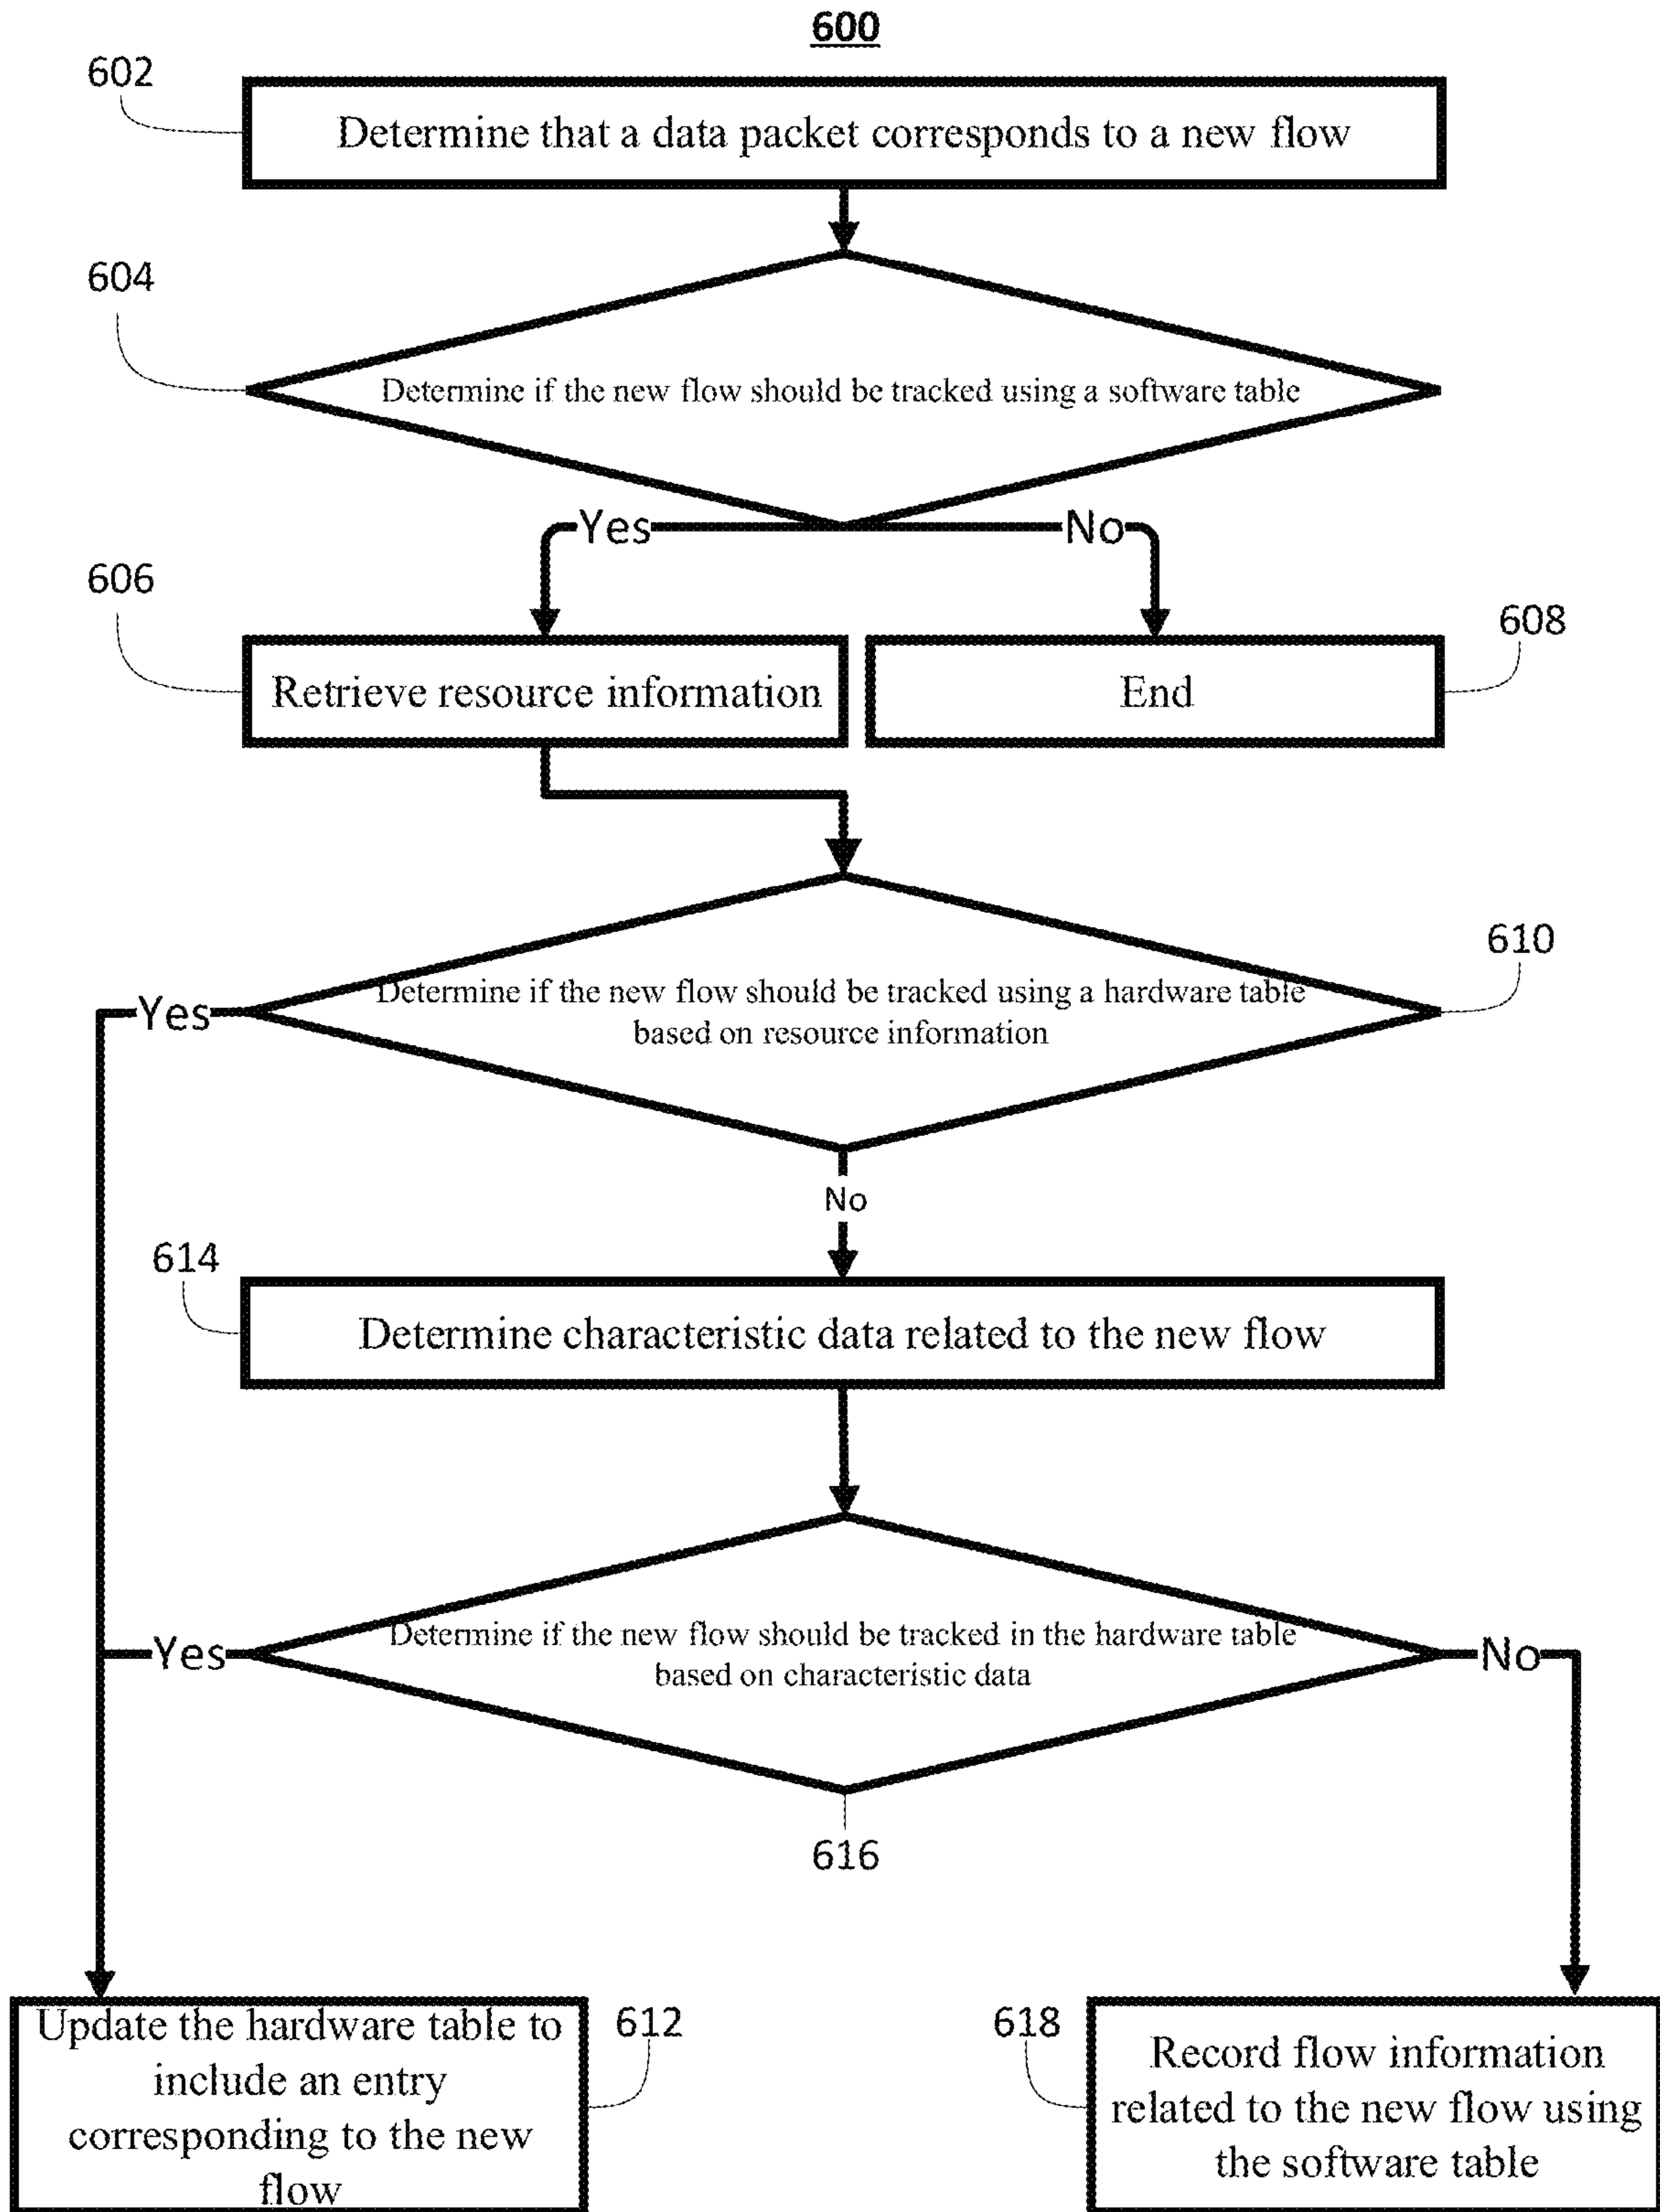 600
602
Determine that a data packet corresponds to a new flow
604
Determine if the new flow should be tracked using a software table
Yes
No
606
608
Retrieve resource information
End
610
Determine if the new flow should be tracked using a hardware table
based on resource information
Yes
No
614
Determine characteristic data related to the new flow
Determine if the new flow should be tracked in the hardware table
based on characteristic data
Yes
No
616
Update the hardware table to
include an entry
corresponding to the new
flow
612
618
Record flow information
related to the new flow using
the software table